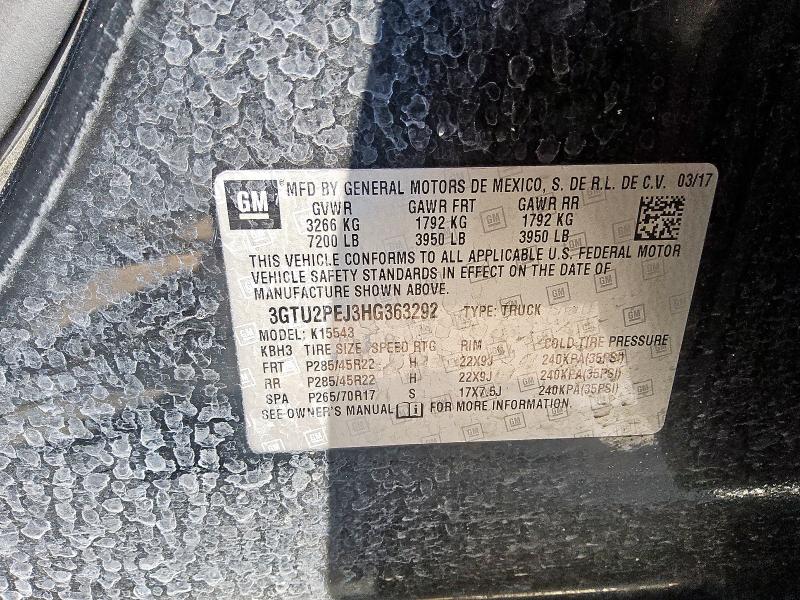 GM ® MFD BY GENERAL MOTORS DE MEXICO, S. DE R.L. DE C.V. 03/17
GVWR GAWR FRT GAWR RR
3266 KG 1792 KG 1792 KG
7200 LB 3950 LB 3950 LB
THIS VEHICLE CONFORMS TO ALL APPLICABLE U.S. FEDERAL MOTOR
VEHICLE SAFETY STANDARDS IN EFFECT ON THE DATE OF
MANUFACTURE SHOWN ABOVE.
3GTU2PEJ3HG363292 TYPE: TRUCK
MODEL: K15543
KBH3 TIRE SIZE SPEED RTG RIM COLD TIRE PRESSURE
FRT P285/45R22 H 22X9J 240KPA(35PSI)
RR P285/45R22 H 22X9J 240KPA(35PSI)
SPA P265/70R17 S 17X7.5J 240KPA(35PSI)
SEE OWNER'S MANUAL FOR MORE INFORMATION.